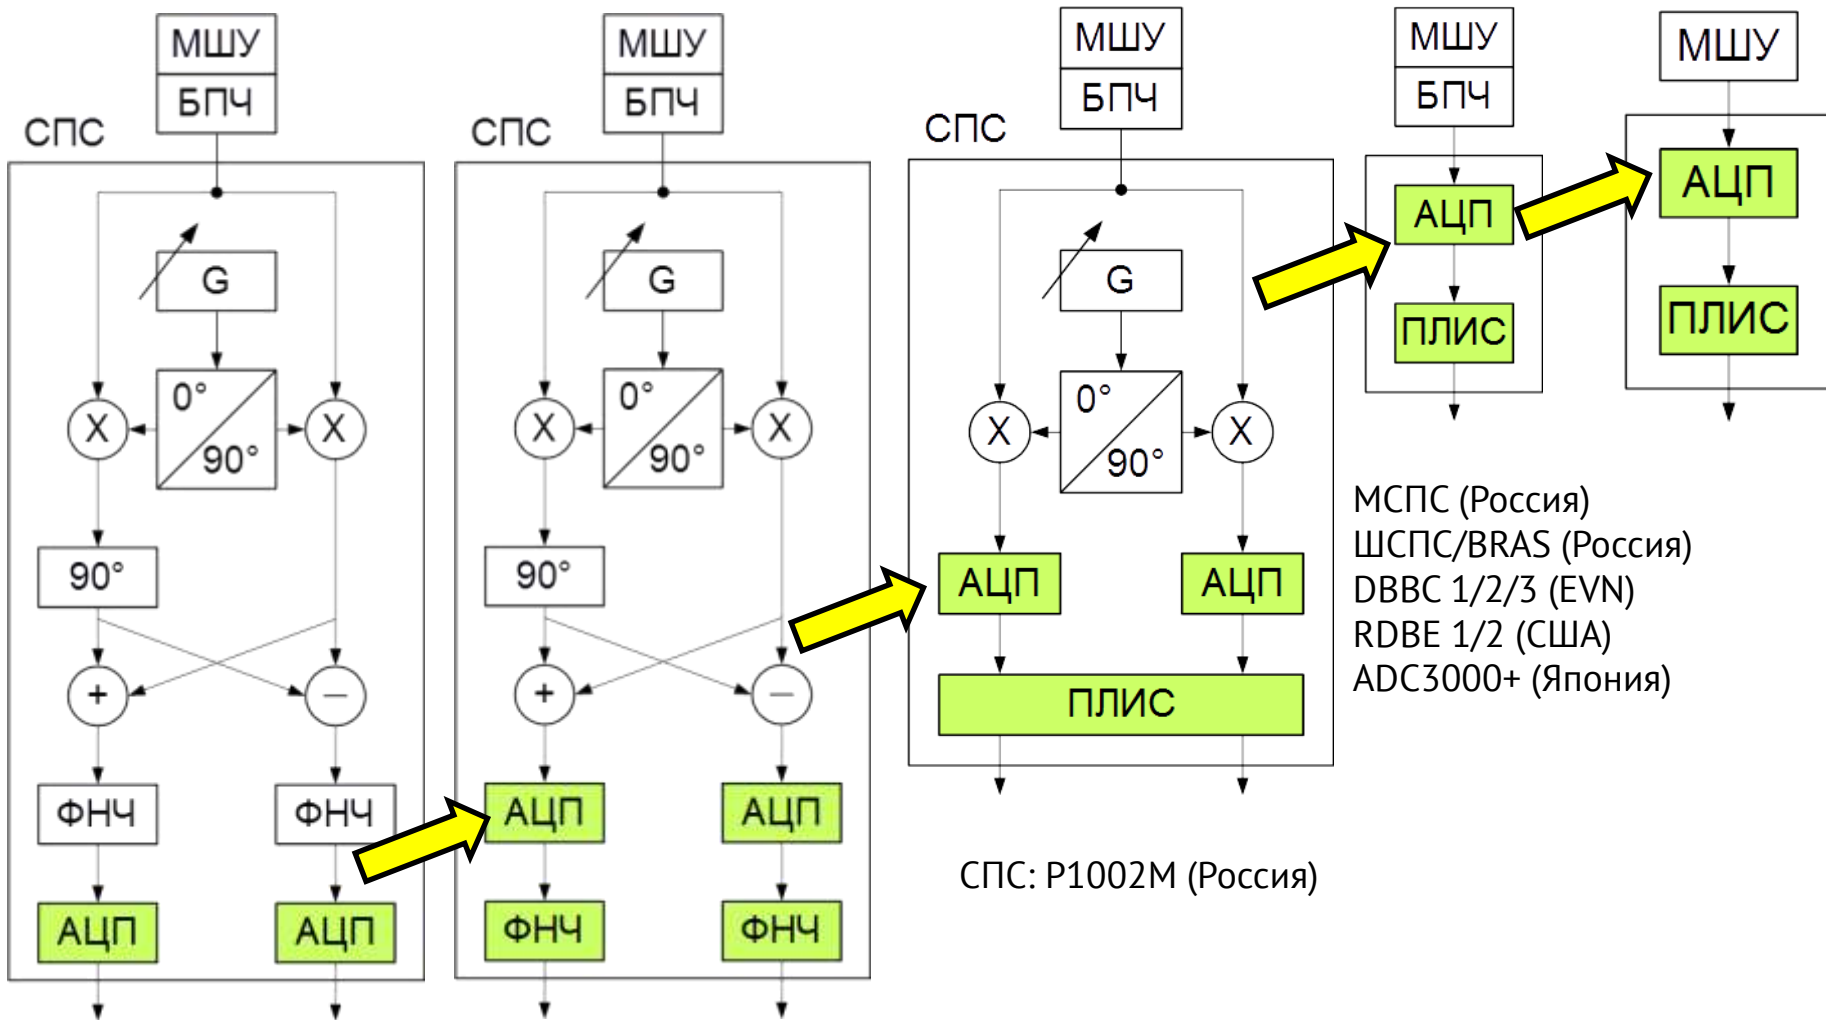 МШУ
БПЧ
СПС
G
0°
90°
X
X
90°
+
−
ФНЧ
ФНЧ
АЦП
АЦП
МШУ
БПЧ
СПС
G
0°
90°
X
X
90°
+
−
АЦП
АЦП
ФНЧ
ФНЧ
МШУ
БПЧ
СПС
G
0°
90°
X
X
АЦП
АЦП
ПЛИС
СПС: Р1002М (Россия)
МШУ
БПЧ
АЦП
ПЛИС
МШУ
АЦП
ПЛИС
МСПС (Россия)
ШСПС/BRAS (Россия)
DBBC 1/2/3 (EVN)
RDBE 1/2 (США)
ADC3000+ (Япония)